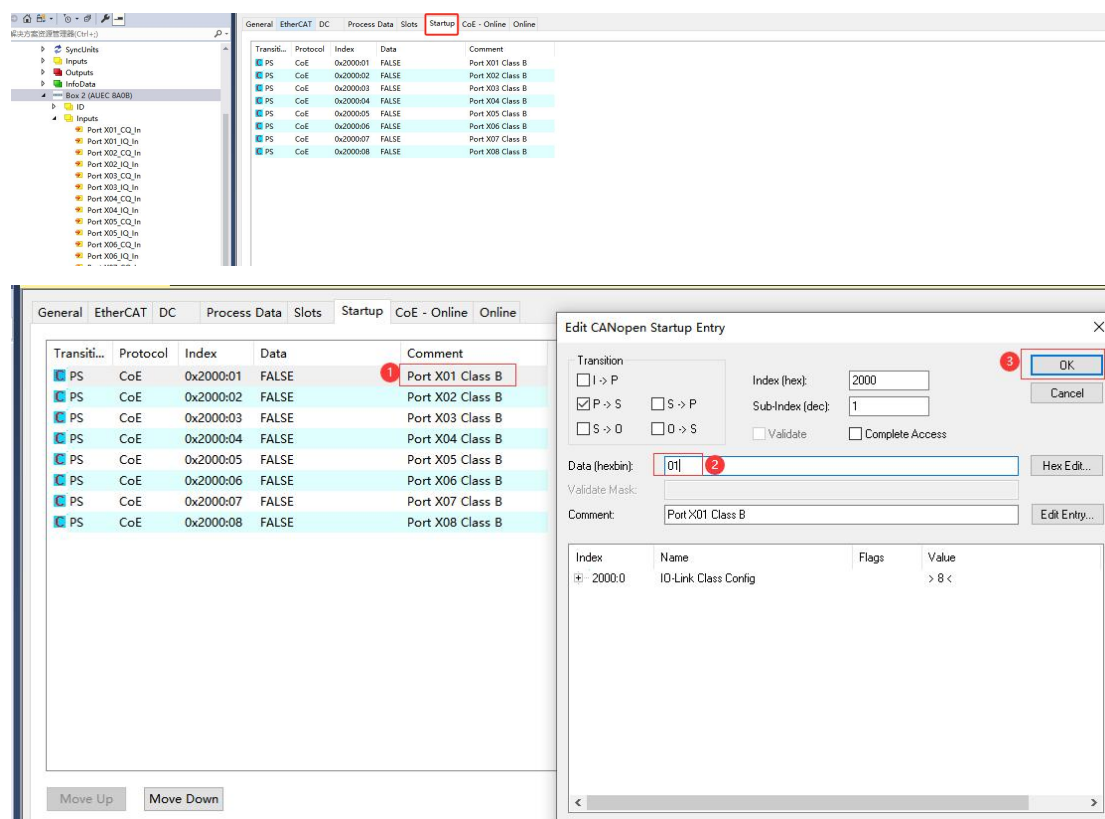 General EtherCAT DC Process Data Slots Startup CoE - Online Online
解决方案资源管理器(Ctrl+;)
SyncUnits
Inputs
Outputs
InfoData
Box 2 (AUEC 8A0B)
ID
Inputs
Port X01_CQ_In
Port X01_IQ_In
Port X02_CQ_In
Port X02_IQ_In
Port X03_CQ_In
Port X03_IQ_In
Port X04_CQ_In
Port X04_IQ_In
Port X05_CQ_In
Port X05_IQ_In
Port X06_CQ_In
Port X06_IQ_In
Transiti... Protocol Index Data Comment
C PS CoE 0x2000:01 FALSE Port X01 Class B
C PS CoE 0x2000:02 FALSE Port X02 Class B
C PS CoE 0x2000:03 FALSE Port X03 Class B
C PS CoE 0x2000:04 FALSE Port X04 Class B
C PS CoE 0x2000:05 FALSE Port X05 Class B
C PS CoE 0x2000:06 FALSE Port X06 Class B
C PS CoE 0x2000:07 FALSE Port X07 Class B
C PS CoE 0x2000:08 FALSE Port X08 Class B
General EtherCAT DC Process Data Slots Startup CoE - Online Online
Transiti... Protocol Index Data Comment
C PS CoE 0x2000:01 FALSE 1 Port X01 Class B
C PS CoE 0x2000:02 FALSE Port X02 Class B
C PS CoE 0x2000:03 FALSE Port X03 Class B
C PS CoE 0x2000:04 FALSE Port X04 Class B
C PS CoE 0x2000:05 FALSE Port X05 Class B
C PS CoE 0x2000:06 FALSE Port X06 Class B
C PS CoE 0x2000:07 FALSE Port X07 Class B
C PS CoE 0x2000:08 FALSE Port X08 Class B
Move Up Move Down
Edit CANopen Startup Entry
Transition
I -> P
P -> S S -> P
S -> O O -> S
Index (hex): 2000
Sub-Index (dec): 1
Validate Complete Access
3 OK
Cancel
Data (hexbin): 01 2 Hex Edit...
Validate Mask:
Comment: Port X01 Class B Edit Entry...
Index Name Flags Value
2000:0 IO-Link Class Config > 8 <